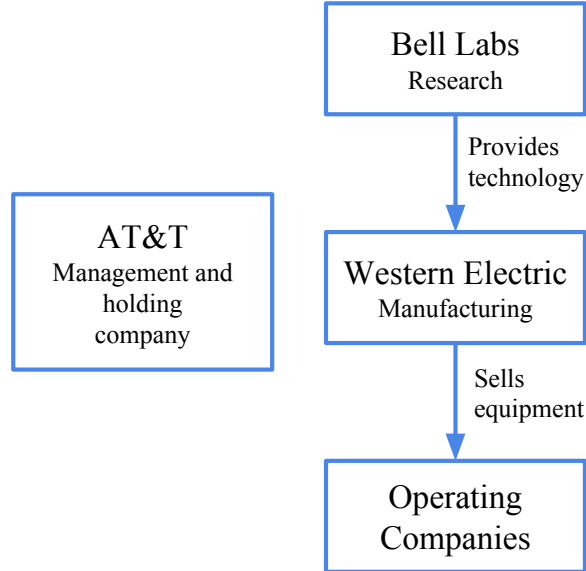 Bell Labs
Research
Provides
technology
AT&T
Management and
holding
company
Western Electric
Manufacturing
Sells
equipment
Operating
Companies